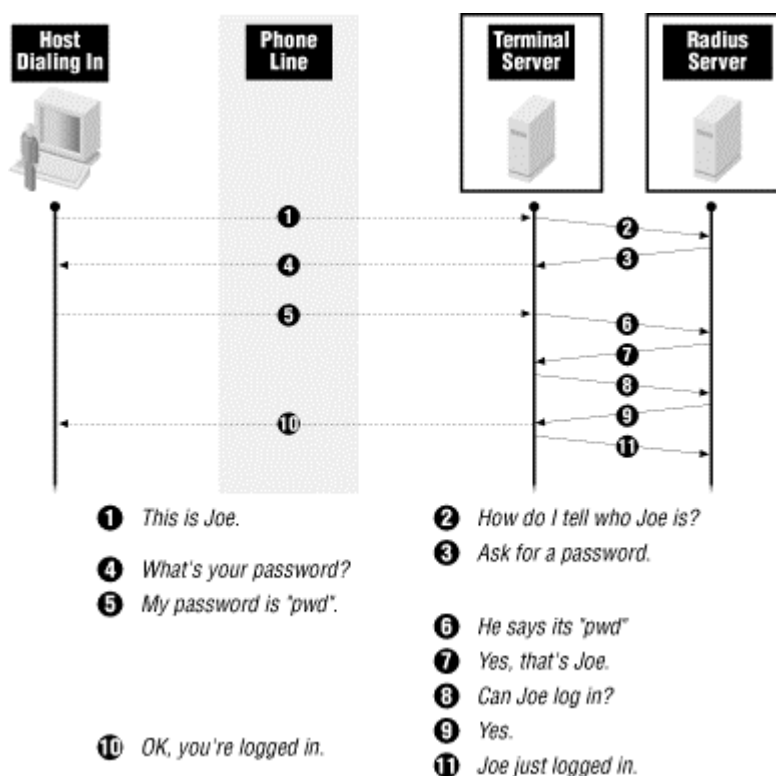 Host
Dialing In
Phone
Line
Terminal
Server
Radius
Server
1
2
3
4
5
6
7
8
9
10
11
1 This is Joe.
2 How do I tell who Joe is?
3 Ask for a password.
4 What's your password?
5 My password is "pwd".
6 He says its "pwd"
7 Yes, that's Joe.
8 Can Joe log in?
9 Yes.
10 OK, you're logged in.
11 Joe just logged in.